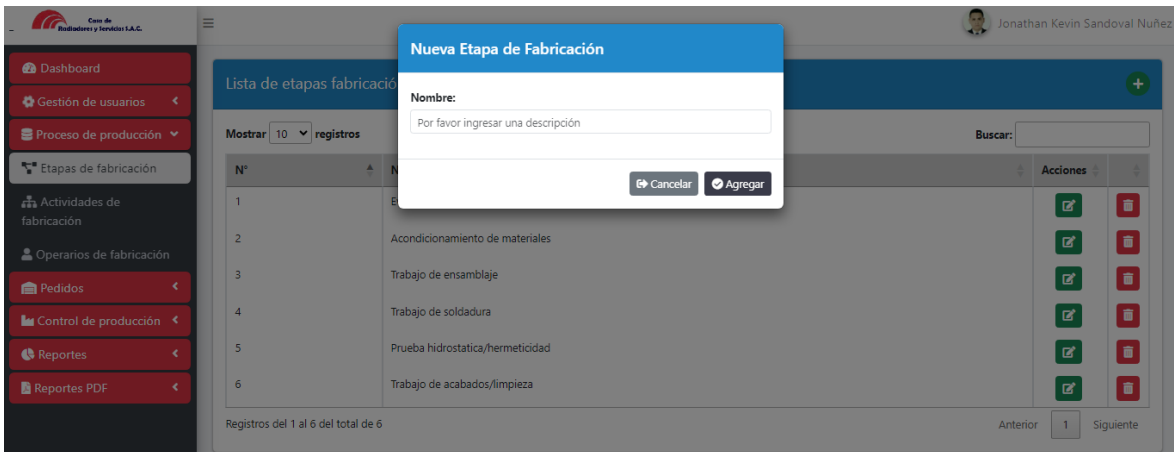 Casa de
Radiadores y Servicios S.A.C.
Jonathan Kevin Sandoval Nuñez
Nueva Etapa de Fabricación
Dashboard
Lista de etapas fabricació
Gestión de usuarios
Nombre:
Por favor ingresar una descripción
Proceso de producción
Mostrar 10 registros
Buscar:
Etapas de fabricación
N°
N
Acciones
Cancelar
Agregar
Actividades de
fabricación
1
2
Acondicionamiento de materiales
Operarios de fabricación
3
Trabajo de ensamblaje
Pedidos
4
Trabajo de soldadura
Control de producción
5
Prueba hidrostatica/hermeticidad
Reportes
6
Trabajo de acabados/limpieza
Reportes PDF
Registros del 1 al 6 del total de 6
Anterior 1 Siguiente